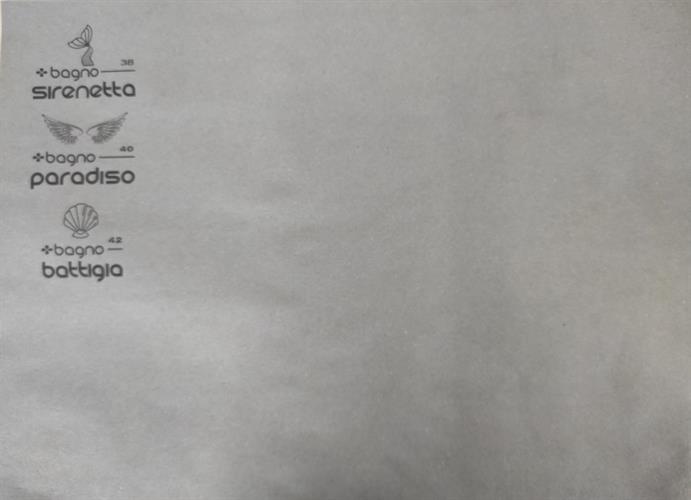 38
bagno
sirenetta
40
bagno
paradiso
42
bagno
battigia